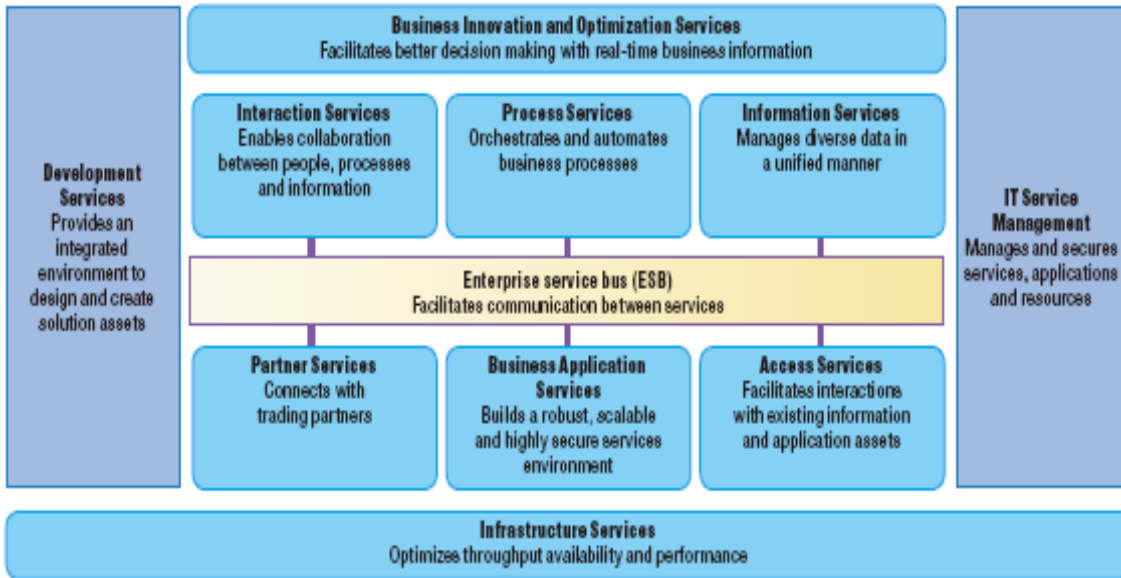 Business Innovation and Optimization Services
Facilitates better decision making with real-time business information
Development
Services
Provides an
integrated
environment to
design and create
solution assets
Interaction Services
Enables collaboration
between people, processes
and information
Process Services
Orchestrates and automates
business processes
Information Services
Manages diverse data in
a unified manner
IT Service
Management
Manages and secures
services, applications
and resources
Enterprise service bus (ESB)
Facilitates communication between services
Partner Services
Connects with
trading partners
Business Application
Services
Builds a robust, scalable
and highly secure services
environment
Access Services
Facilitates interactions
with existing information
and application assets
Infrastructure Services
Optimizes throughput availability and performance